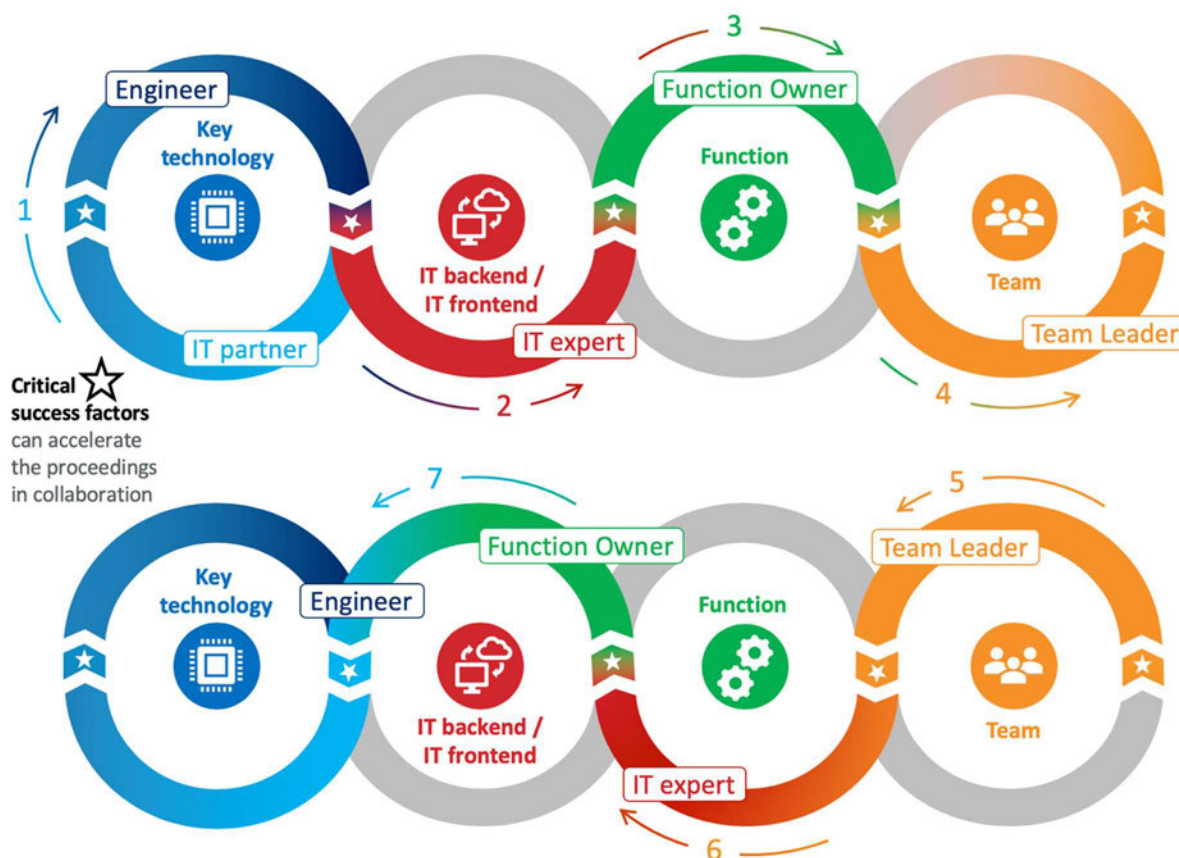 3
Engineer
Function Owner
Key
technology
Function
1
IT backend /
IT frontend
Team
IT partner
IT expert
Team Leader
2
4
Critical
success factors
can accelerate
the proceedings
in collaboration
7
5
Function Owner
Team Leader
Key
technology
Engineer
Function
IT backend /
IT frontend
Team
IT expert
6